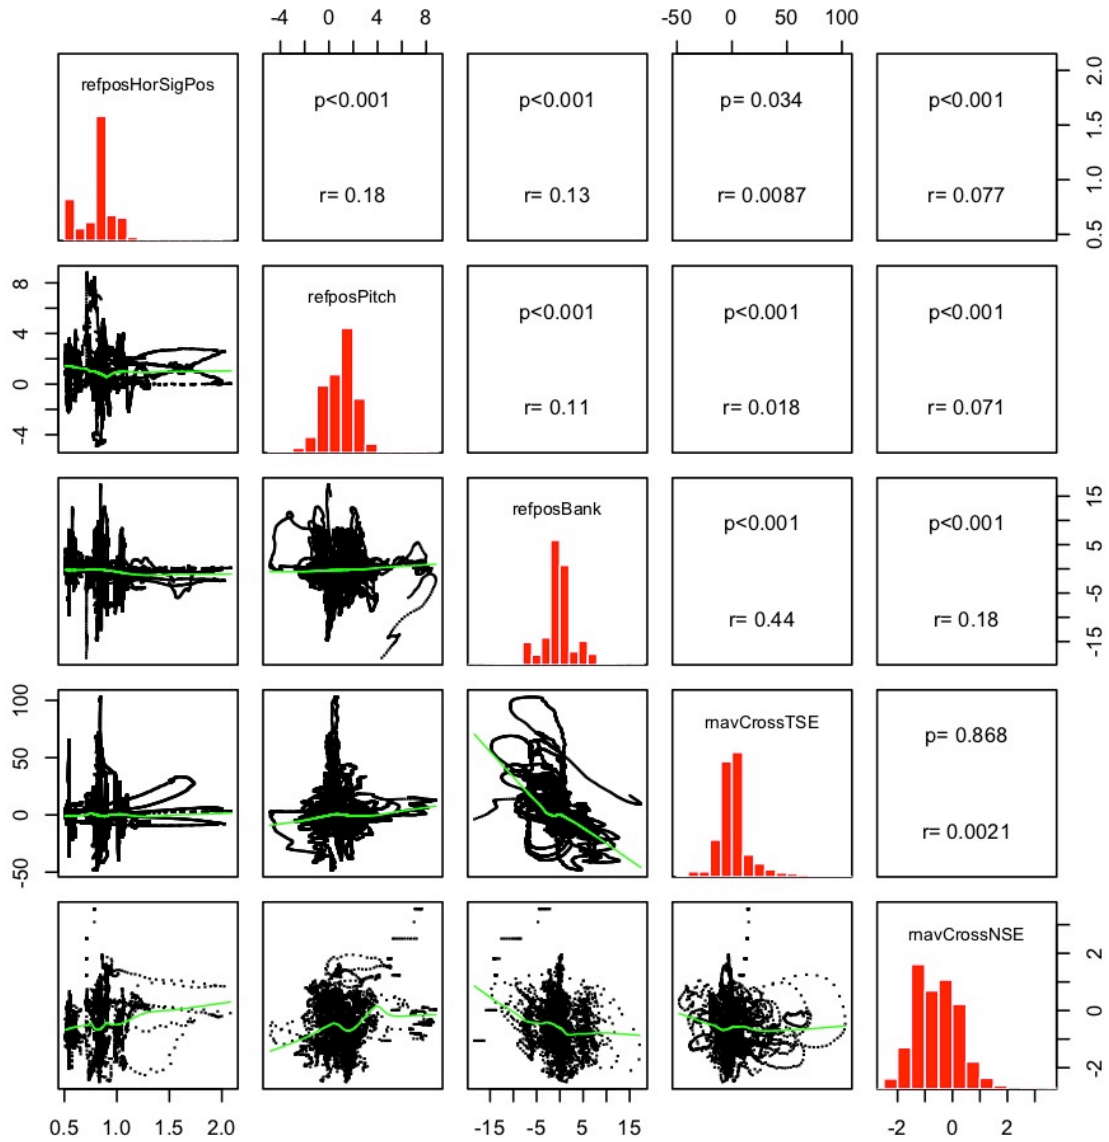 -4 0 4 8 -50 0 50 100
refposHorSigPos p<0.001 p<0.001 p= 0.034 p<0.001
r= 0.18 r= 0.13 r= 0.0087 r= 0.077
0.5 1.0 1.5 2.0
refposPitch p<0.001 p<0.001 p<0.001
r= 0.11 r= 0.018 r= 0.071
-4 0 4 8
refposBank p<0.001 p<0.001
r= 0.44 r= 0.18
-15 -5 5 15
rnavCrossTSE p= 0.868
r= 0.0021
-50 0 50 100
rnavCrossNSE
-2 0 2
0.5 1.0 1.5 2.0 -15 -5 5 15 -2 0 2